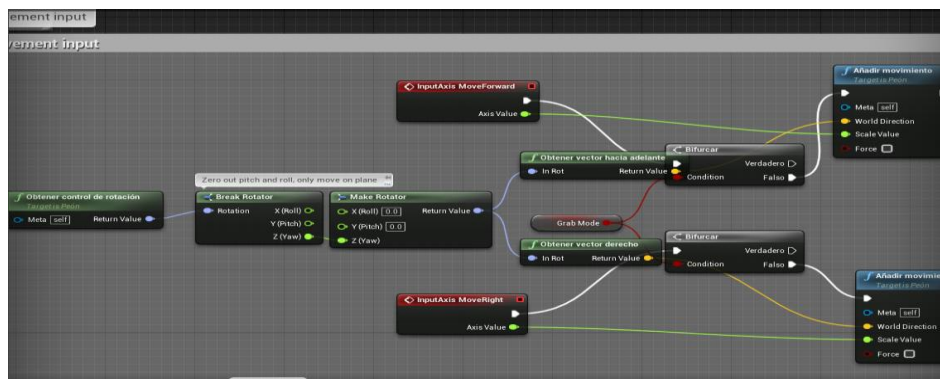 ement input
vement input
InputAxis MoveForward
Axis Value
Añadir movimiento
Target is Peón
Meta self
World Direction
Scale Value
Force
Bifurcar
Verdadero
Condition
Falso
Obtener vector hacia adelante
In Rot
Return Value
Zero out pitch and roll, only move on plane
Obtener control de rotación
Target is Peón
Meta self
Return Value
Break Rotator
Rotation
X (Roll)
Y (Pitch)
Z (Yaw)
Make Rotator
X (Roll) 0.0
Return Value
Y (Pitch) 0.0
Z (Yaw)
Grab Mode
Obtener vector derecho
In Rot
Return Value
Bifurcar
Verdadero
Condition
Falso
InputAxis MoveRight
Axis Value
Añadir movimie
Target is Peón
Meta self
World Direction
Scale Value
Force